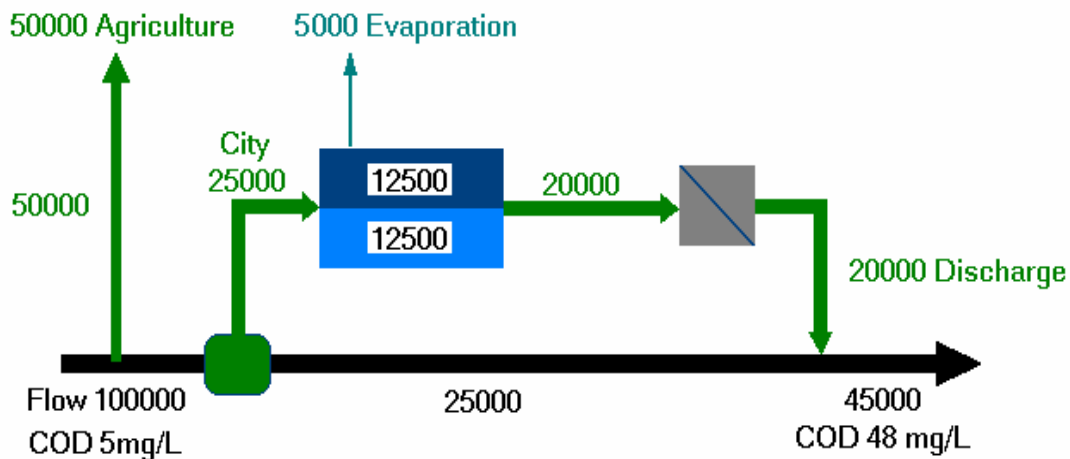 50000 Agriculture
5000 Evaporation
City
25000
50000
12500
12500
20000
20000 Discharge
Flow 100000
COD 5mg/L
25000
45000
COD 48 mg/L